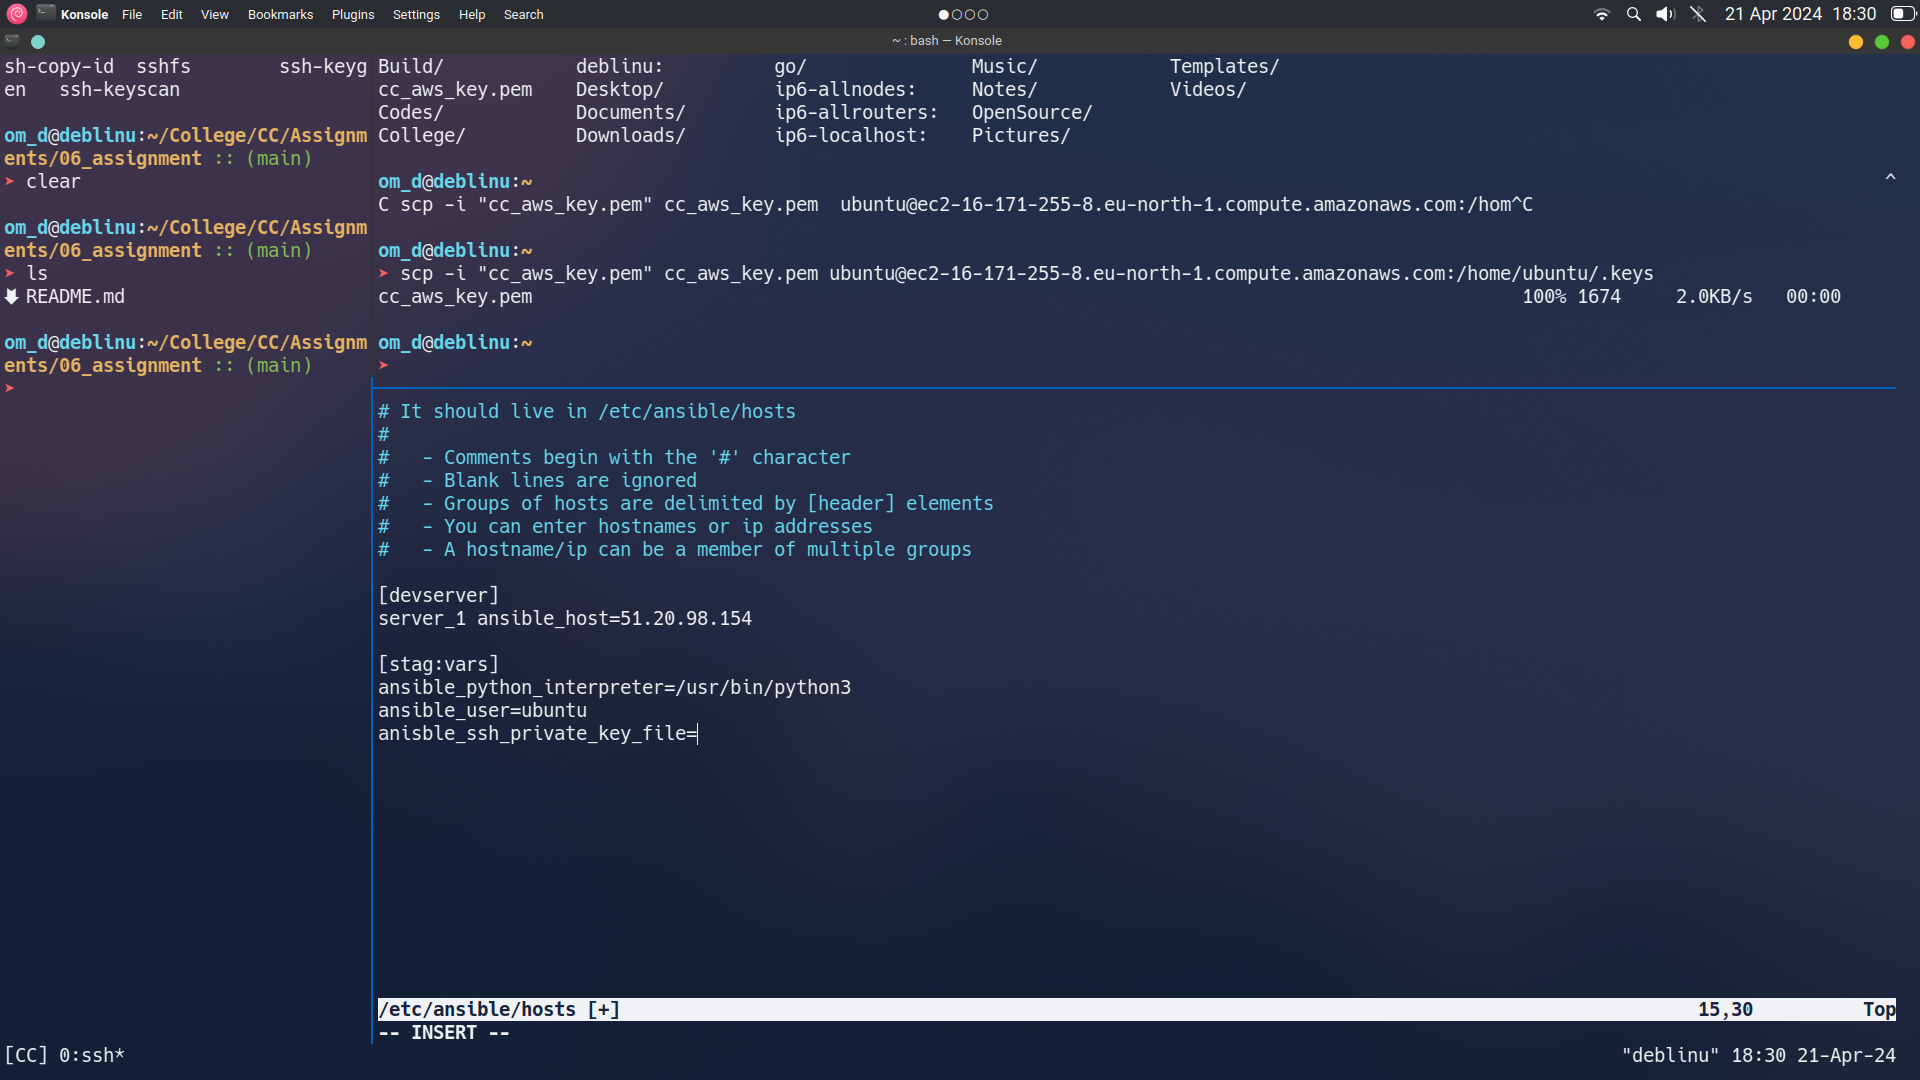 Konsole File Edit View Bookmarks Plugins Settings Help Search 21 Apr 2024 18:30
~ : bash — Konsole
sh-copy-id sshfs ssh-keyg
en ssh-keyscan
om_d@deblinu:~/College/CC/Assignm
ents/06_assignment :: (main)
➤ clear
om_d@deblinu:~/College/CC/Assignm
ents/06_assignment :: (main)
➤ ls
README.md
om_d@deblinu:~/College/CC/Assignm
ents/06_assignment :: (main)
➤
Build/ deblinu: go/ Music/ Templates/
cc_aws_key.pem Desktop/ ip6-allnodes: Notes/ Videos/
Codes/ Documents/ ip6-allrouters: OpenSource/
College/ Downloads/ ip6-localhost: Pictures/
om_d@deblinu:~ ^
C scp -i "cc_aws_key.pem" cc_aws_key.pem  ubuntu@ec2-16-171-255-8.eu-north-1.compute.amazonaws.com:/hom^C
om_d@deblinu:~
➤ scp -i "cc_aws_key.pem" cc_aws_key.pem ubuntu@ec2-16-171-255-8.eu-north-1.compute.amazonaws.com:/home/ubuntu/.keys
cc_aws_key.pem 100% 1674 2.0KB/s 00:00
om_d@deblinu:~
➤
# It should live in /etc/ansible/hosts
#
#   - Comments begin with the '#' character
#   - Blank lines are ignored
#   - Groups of hosts are delimited by [header] elements
#   - You can enter hostnames or ip addresses
#   - A hostname/ip can be a member of multiple groups
[devserver]
server_1 ansible_host=51.20.98.154
[stag:vars]
ansible_python_interpreter=/usr/bin/python3
ansible_user=ubuntu
anisble_ssh_private_key_file=
/etc/ansible/hosts [+] 15,30 Top
-- INSERT --
[CC] 0:ssh* "deblinu" 18:30 21-Apr-24